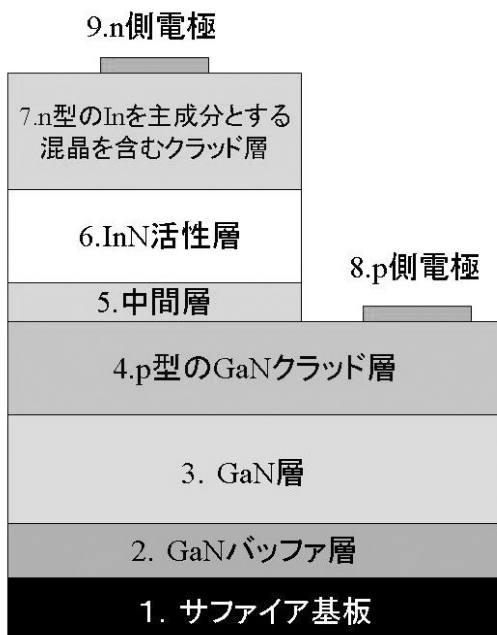 9.n側電極
7.n型のInを主成分とする
混晶を含むクラッド層
6.InN活性層
8.p側電極
5.中間層
4.p型のGaNクラッド層
3. GaN層
2. GaNバッファ層
1. サファイア基板